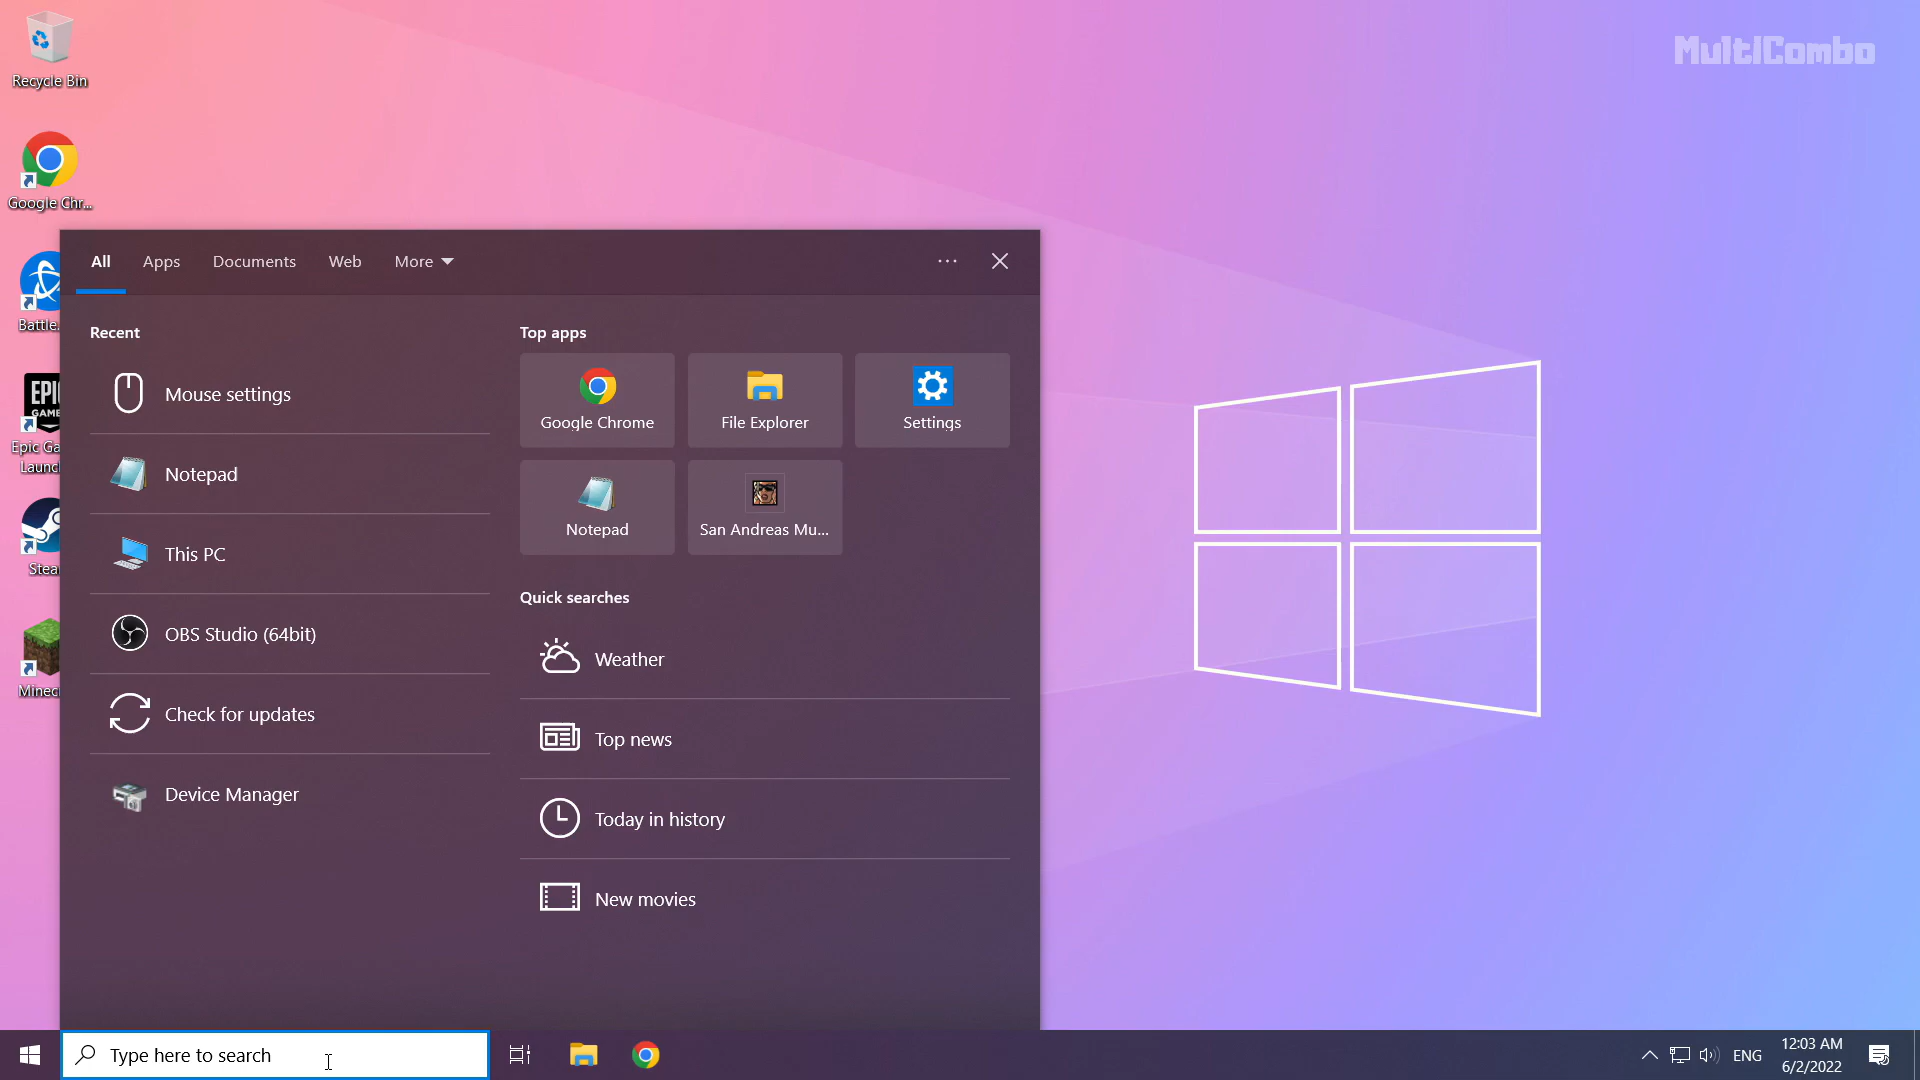 Recycle Bin
MultiCombo
Google Chr...
Battle.
EPIC
GAME
Epic Ga
Launc
Stea
Minec
All Apps Documents Web More
Recent
Mouse settings
Notepad
This PC
OBS Studio (64bit)
Check for updates
Device Manager
Top apps
Google Chrome File Explorer Settings
Notepad San Andreas Mu...
Quick searches
Weather
Top news
Today in history
New movies
Type here to search
ENG
12:03 AM
6/2/2022